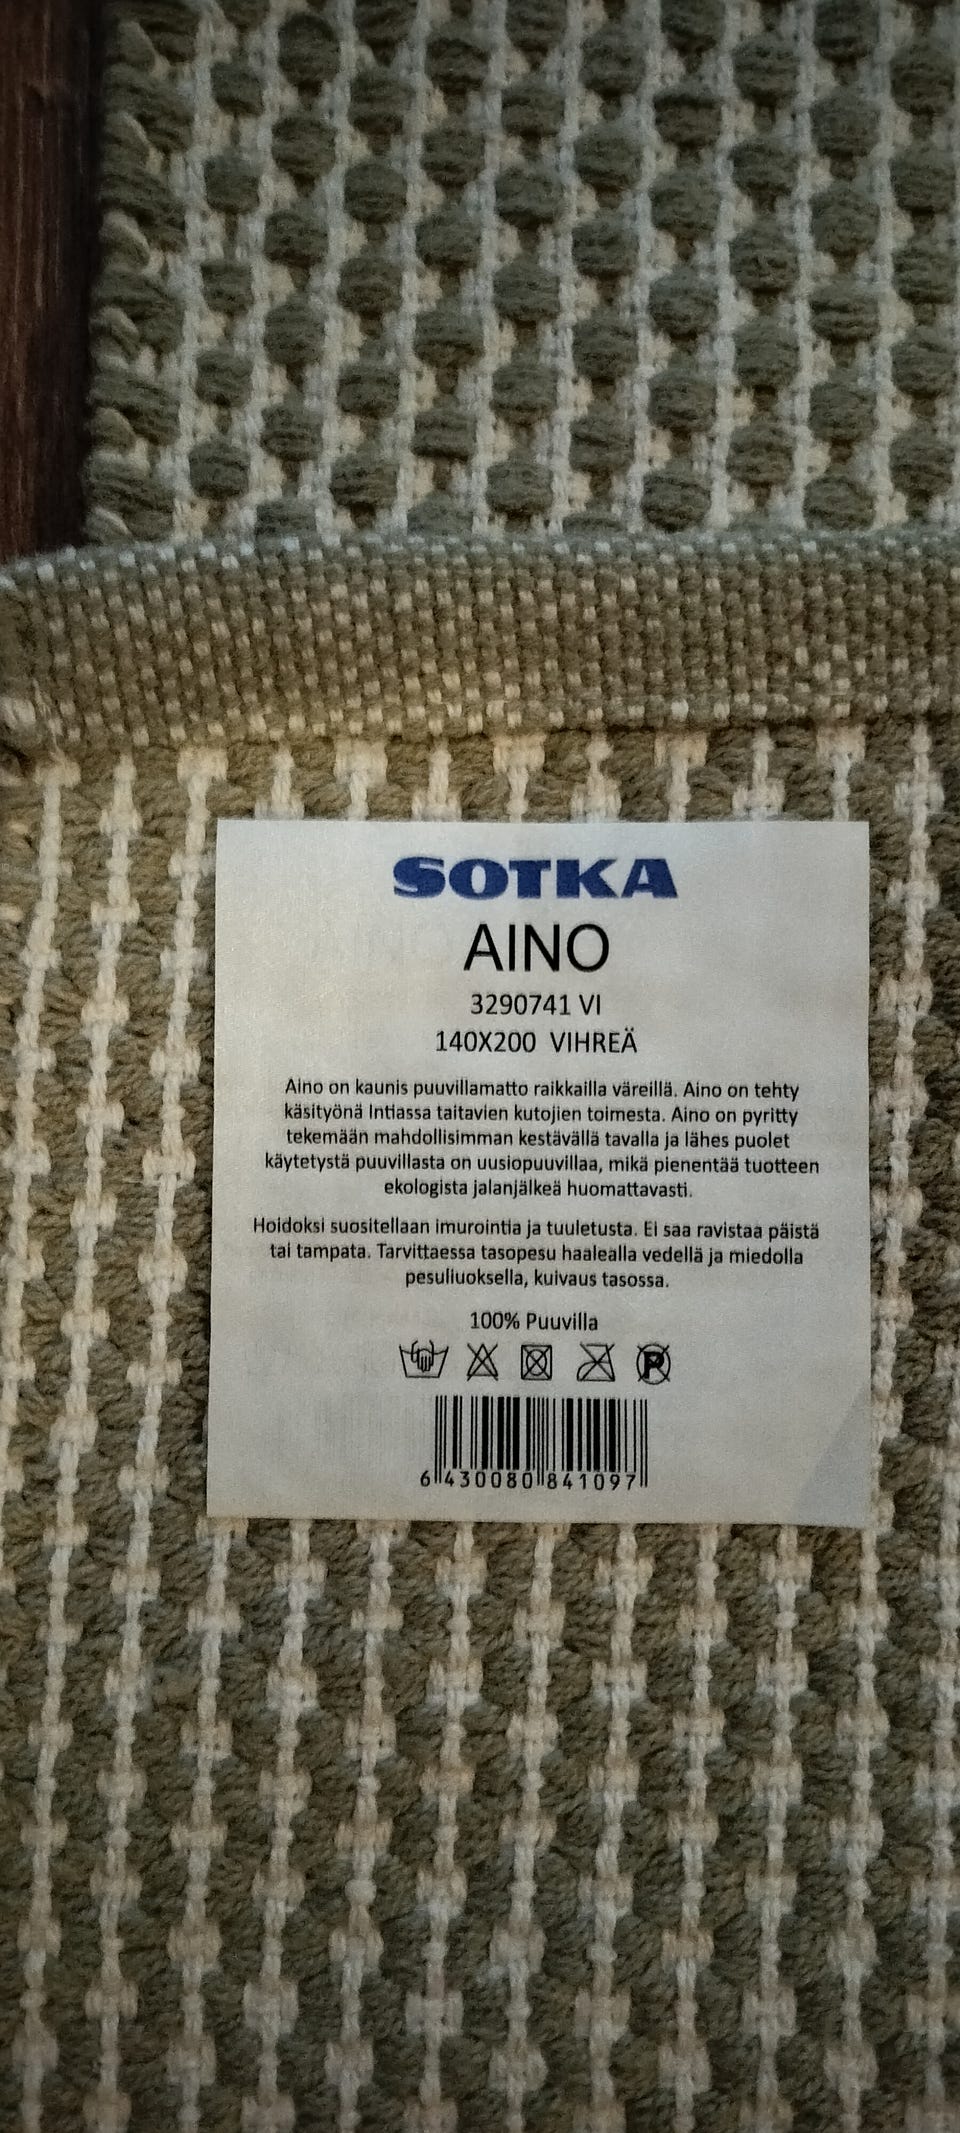 SOTKA
AINO
3290741 VI
140X200 VIHREÄ
Aino on kaunis puuvillamatto raikkailla väreillä. Aino on tehty
käsityönä Intiassa taitavien kutojien toimesta. Aino on pyritty
tekemään mahdollisimman kestävällä tavalla ja lähes puolet
käytetystä puuvillasta on uusiopuuvillaa, mikä pienentää tuotteen
ekologista jalanjälkeä huomattavasti.
Hoidoksi suositellaan imurointia ja tuuletusta. Ei saa ravistaa päistä
tai tampata. Tarvittaessa tasopesu haalealla vedellä ja miedolla
pesuliuoksella, kuivaus tasossa.
100% Puuvilla
P
6 430080 841097